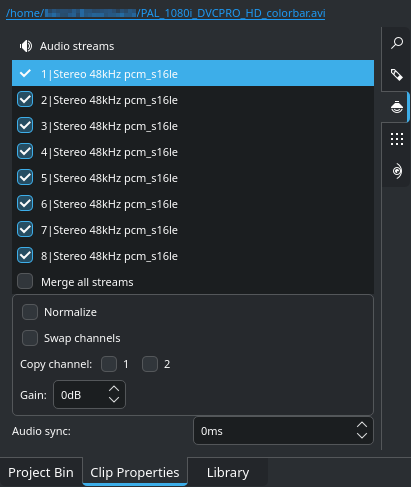 /home/ /PAL_1080i_DVCPRO_HD_colorbar.avi
Audio streams
1|Stereo 48kHz pcm_s16le
2|Stereo 48kHz pcm_s16le
3|Stereo 48kHz pcm_s16le
4|Stereo 48kHz pcm_s16le
5|Stereo 48kHz pcm_s16le
6|Stereo 48kHz pcm_s16le
7|Stereo 48kHz pcm_s16le
8|Stereo 48kHz pcm_s16le
Merge all streams
Normalize
Swap channels
Copy channel: 1 2
Gain: 0dB
Audio sync: 0ms
Project Bin Clip Properties Library